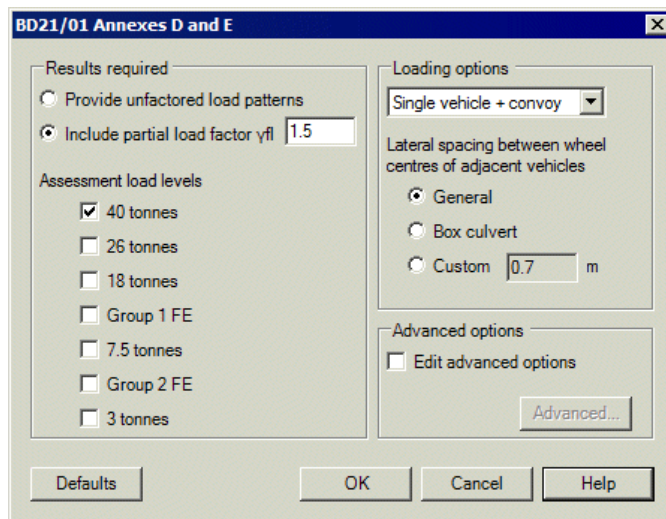 BD21/01 Annexes D and E
Results required
Provide unfactored load patterns
Include partial load factor γfl 1.5
Assessment load levels
40 tonnes
26 tonnes
18 tonnes
Group 1 FE
7.5 tonnes
Group 2 FE
3 tonnes
Loading options
Single vehicle + convoy
Lateral spacing between wheel
centres of adjacent vehicles
General
Box culvert
Custom 0.7 m
Advanced options
Edit advanced options
Advanced...
Defaults
OK
Cancel
Help